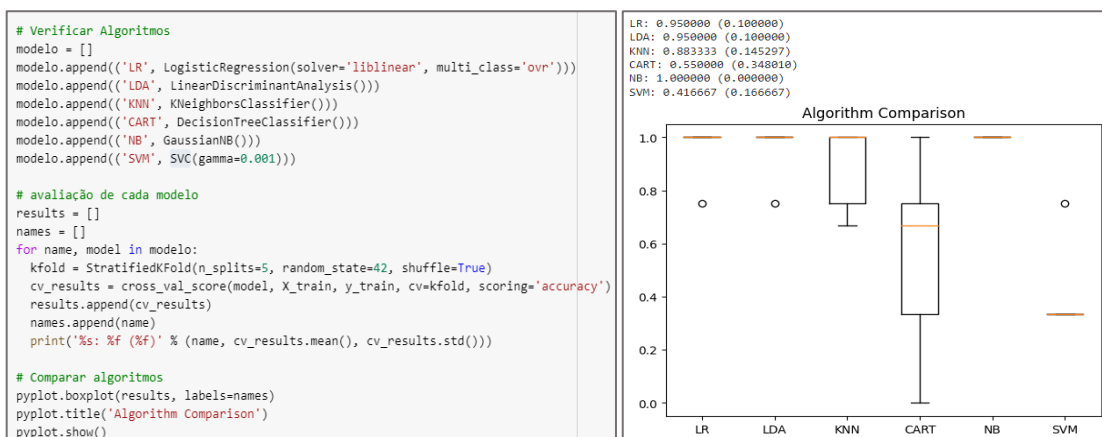 # Verificar Algoritmos
modelo = []
modelo.append(('LR', LogisticRegression(solver='liblinear', multi_class='ovr')))
modelo.append(('LDA', LinearDiscriminantAnalysis()))
modelo.append(('KNN', KNeighborsClassifier()))
modelo.append(('CART', DecisionTreeClassifier()))
modelo.append(('NB', GaussianNB()))
modelo.append(('SVM', SVC(gamma=0.001)))
# avaliação de cada modelo
results = []
names = []
for name, model in modelo:
  kfold = StratifiedKFold(n_splits=5, random_state=42, shuffle=True)
  cv_results = cross_val_score(model, X_train, y_train, cv=kfold, scoring='accuracy')
  results.append(cv_results)
  names.append(name)
  print('%s: %f (%f)' % (name, cv_results.mean(), cv_results.std()))
# Comparar algoritmos
pyplot.boxplot(results, labels=names)
pyplot.title('Algorithm Comparison')
pyplot.show()
LR: 0.950000 (0.100000)
LDA: 0.950000 (0.100000)
KNN: 0.883333 (0.145297)
CART: 0.550000 (0.348010)
NB: 1.000000 (0.000000)
SVM: 0.416667 (0.166667)
Algorithm Comparison
1.0
0.8
0.6
0.4
0.2
0.0
LR LDA KNN CART NB SVM